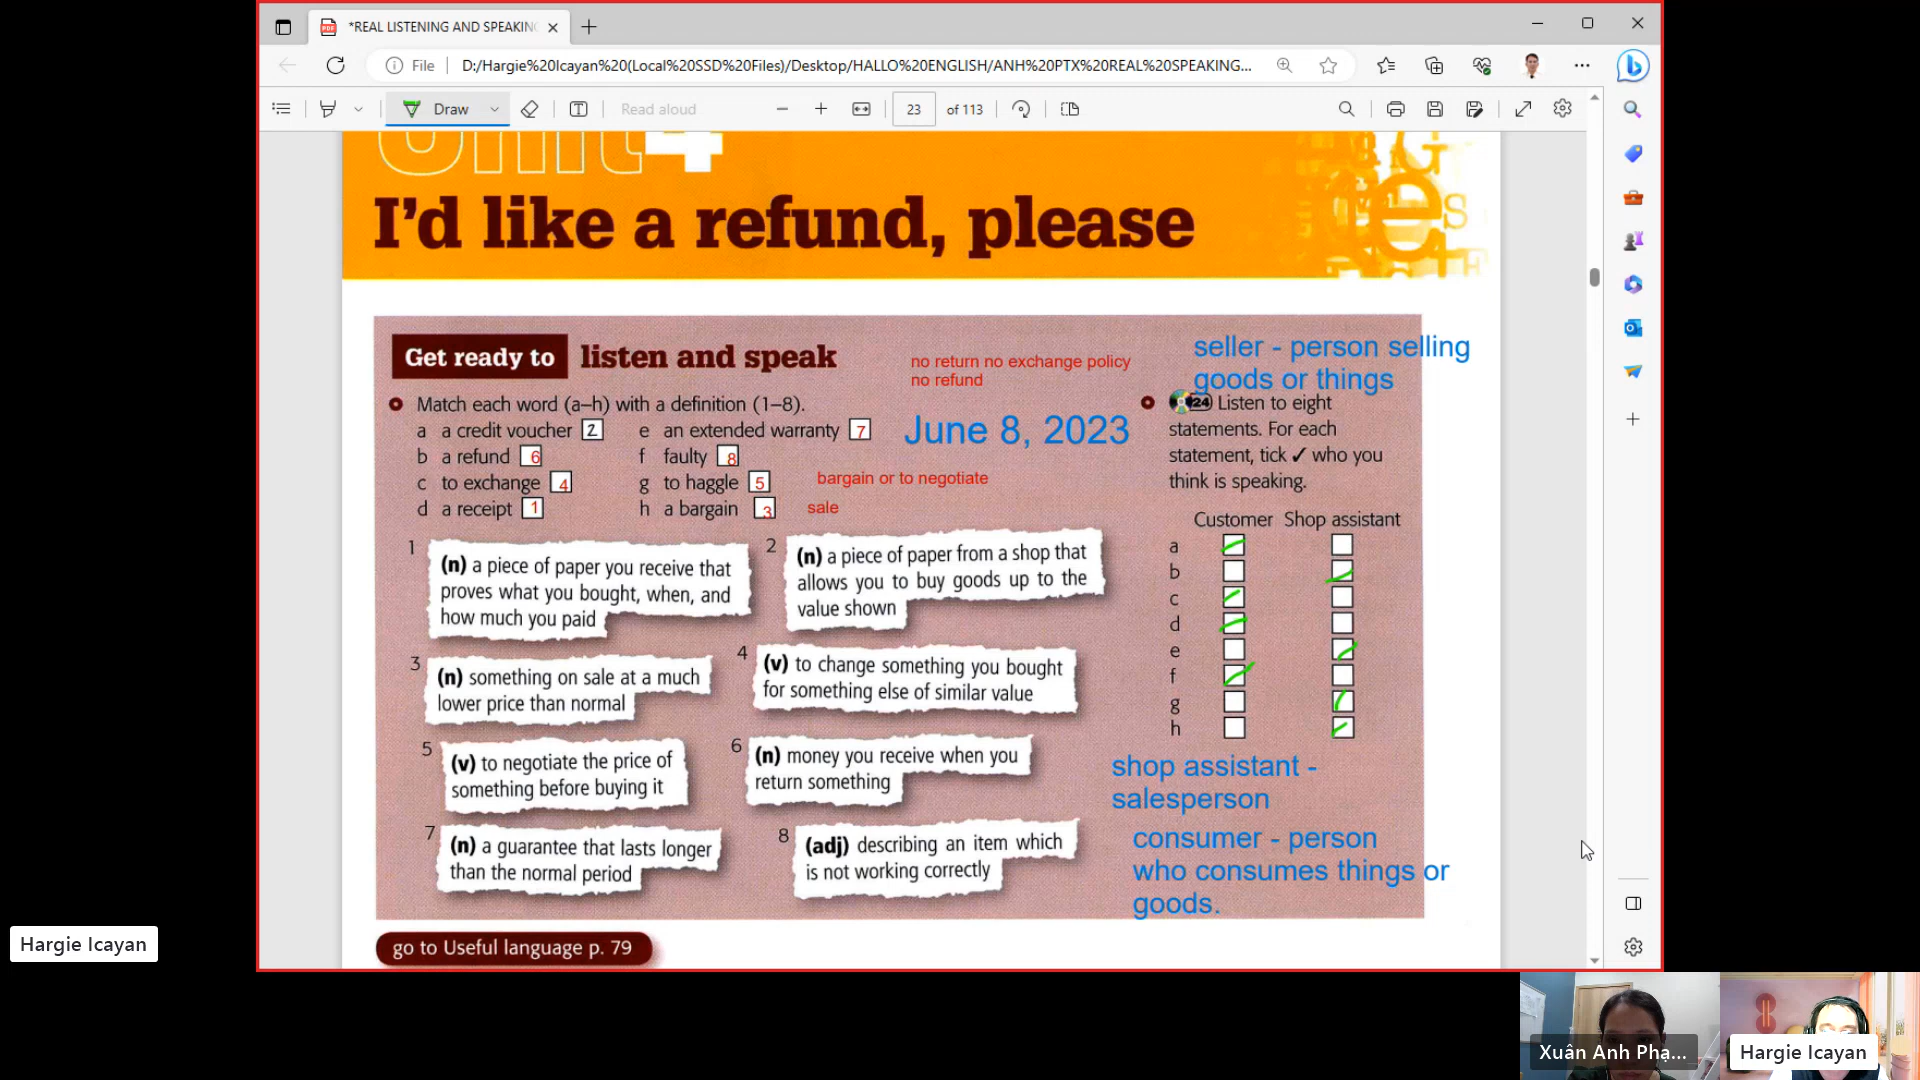 *REAL LISTENING AND SPEAKIN
File
D:/Hargie%20Icayan%20(Local%20SSD%20Files)/Desktop/HALLO%20ENGLISH/ANH%20PTX%20REAL%20SPEAKING...
Draw
Read aloud
23
of 113
Unit 4
I'd like a refund, please
Get ready to listen and speak
no return no exchange policy
no refund
seller - person selling
goods or things
Match each word (a–h) with a definition (1–8).
a a credit voucher 2
b a refund 6
c to exchange 4
d a receipt 1
e an extended warranty 7
f faulty 8
g to haggle 5
h a bargain 3
June 8, 2023
bargain or to negotiate
sale
1 (n) a piece of paper you receive that
proves what you bought, when, and
how much you paid
2 (n) a piece of paper from a shop that
allows you to buy goods up to the
value shown
3 (n) something on sale at a much
lower price than normal
4 (v) to change something you bought
for something else of similar value
5 (v) to negotiate the price of
something before buying it
6 (n) money you receive when you
return something
7 (n) a guarantee that lasts longer
than the normal period
8 (adj) describing an item which
is not working correctly
24 Listen to eight
statements. For each
statement, tick ✓ who you
think is speaking.
Customer Shop assistant
a
b
c
d
e
f
g
h
shop assistant -
salesperson
consumer - person
who consumes things or
goods.
go to Useful language p. 79
Hargie Icayan
Xuân Anh Phạ...
Hargie Icayan